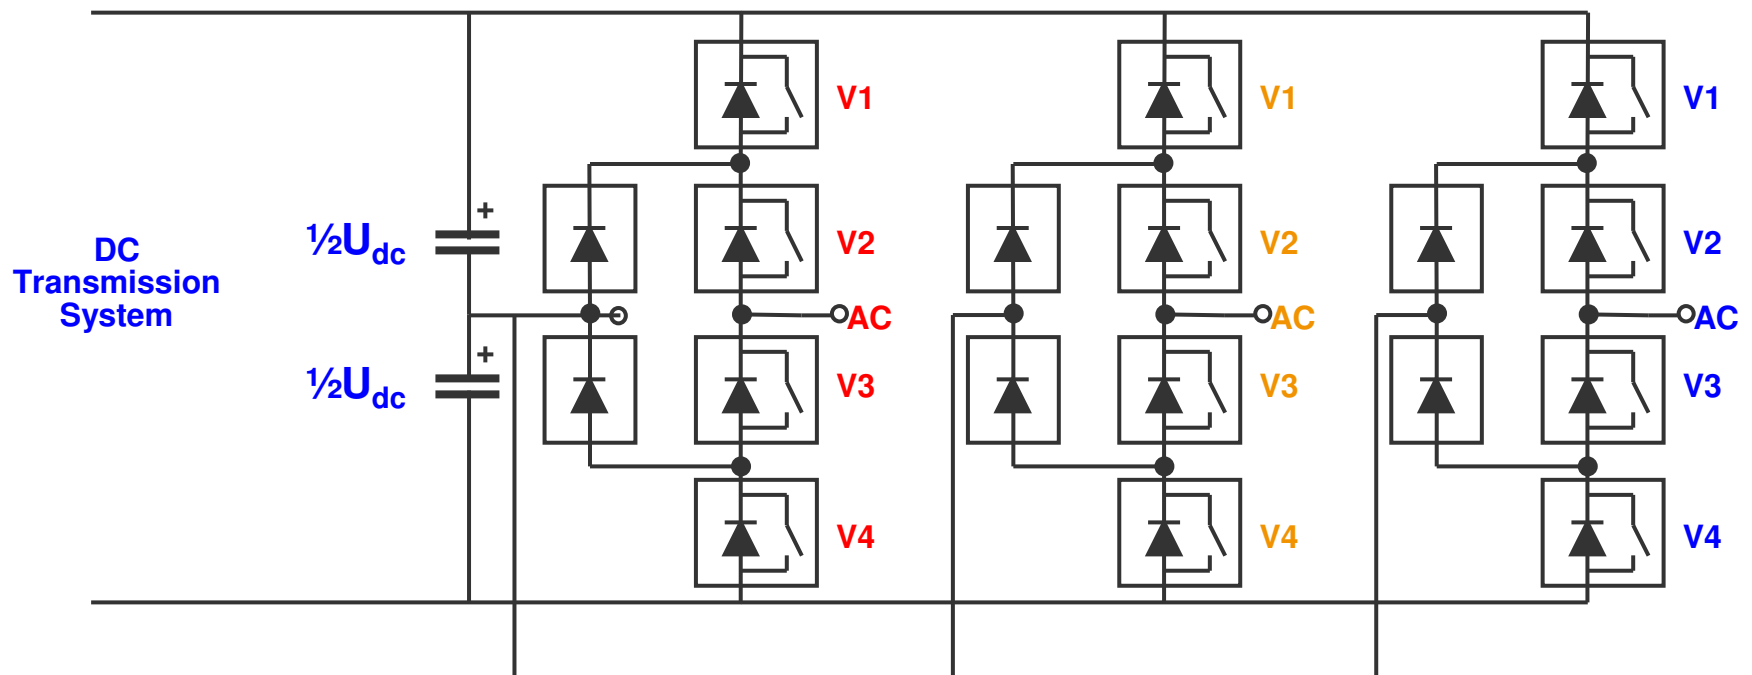 V1 V1 V1
+
DC
Transmission
System
½Udc
V2 V2 V2
AC AC AC
+
½Udc
V3 V3 V3
V4 V4 V4